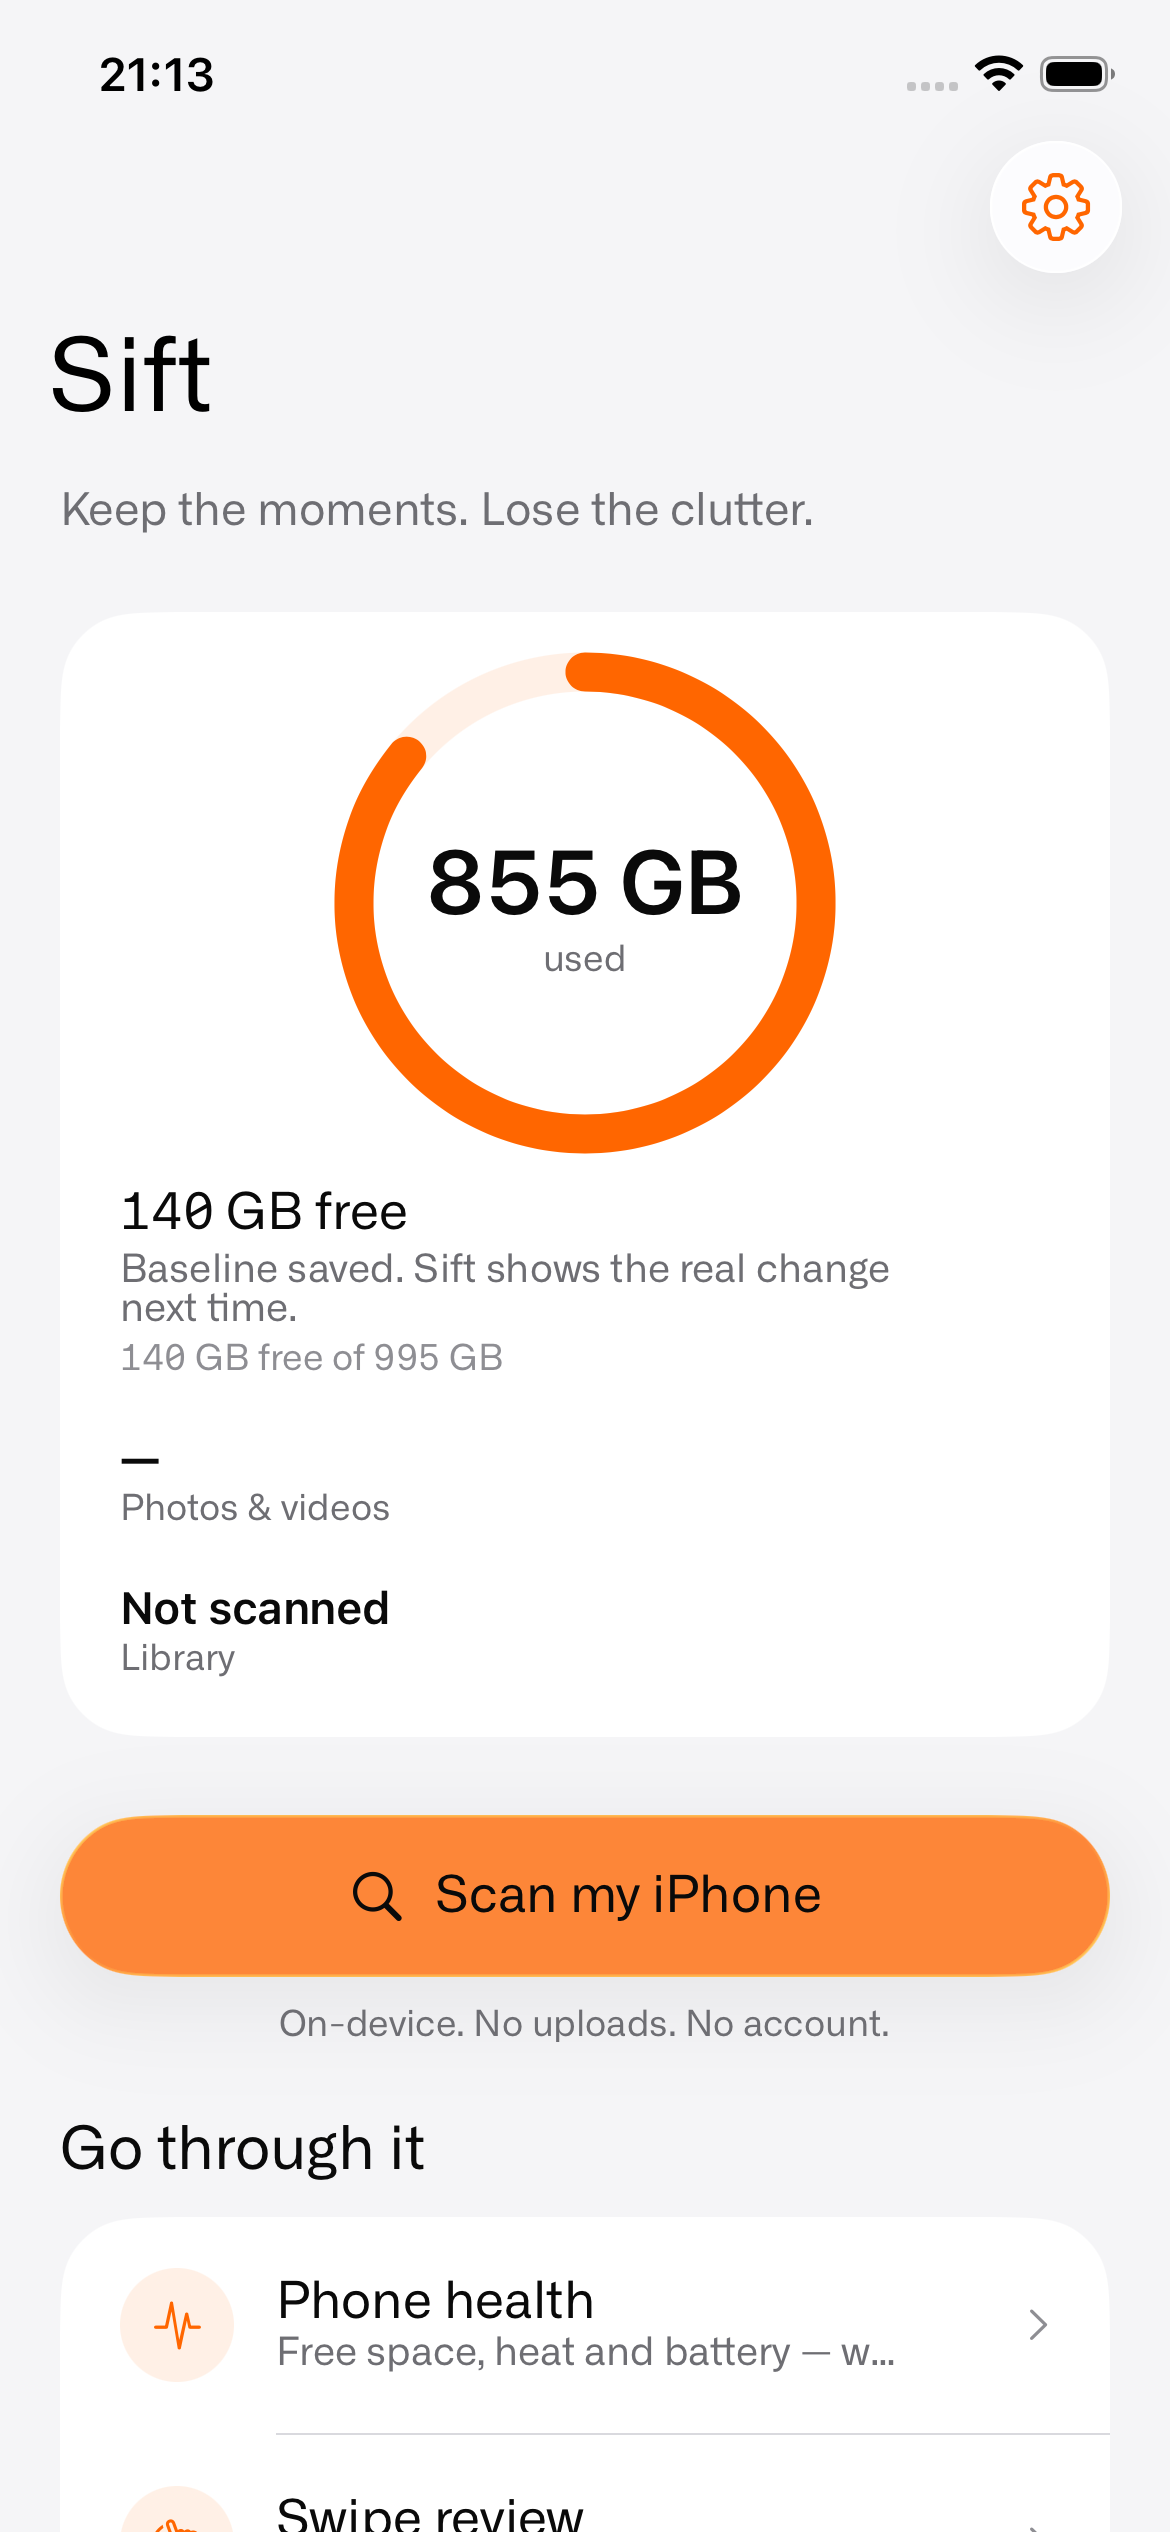 21:13
Sift
Keep the moments. Lose the clutter.
855 GB
used
140 GB free
Baseline saved. Sift shows the real change
next time.
140 GB free of 995 GB
—
Photos & videos
Not scanned
Library
Scan my iPhone
On-device. No uploads. No account.
Go through it
Phone health
Free space, heat and battery — w...
Swipe review